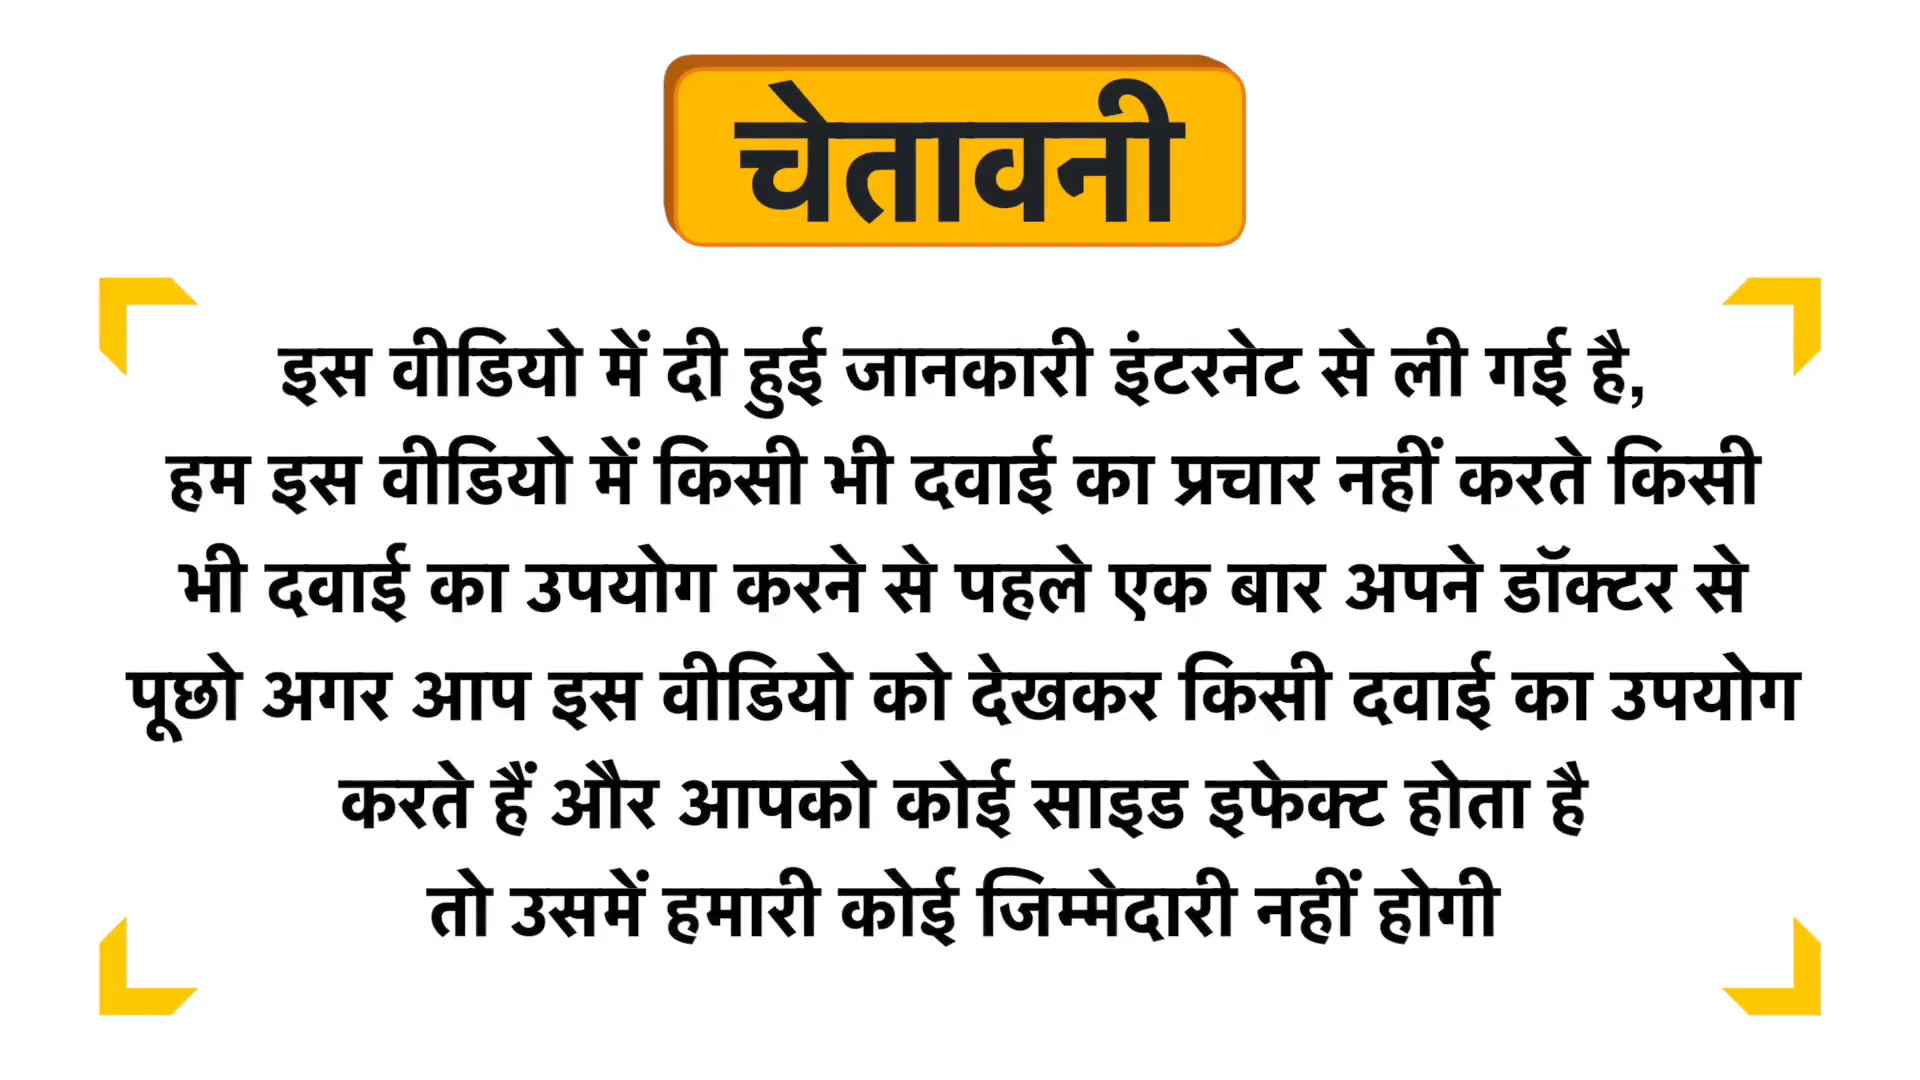 चेतावनी
इस वीडियो में दी हुई जानकारी इंटरनेट से ली गई है,
हम इस वीडियो में किसी भी दवाई का प्रचार नहीं करते किसी
भी दवाई का उपयोग करने से पहले एक बार अपने डॉक्टर से
पूछो अगर आप इस वीडियो को देखकर किसी दवाई का उपयोग
करते हैं और आपको कोई साइड इफेक्ट होता है
तो उसमें हमारी कोई जिम्मेदारी नहीं होगी